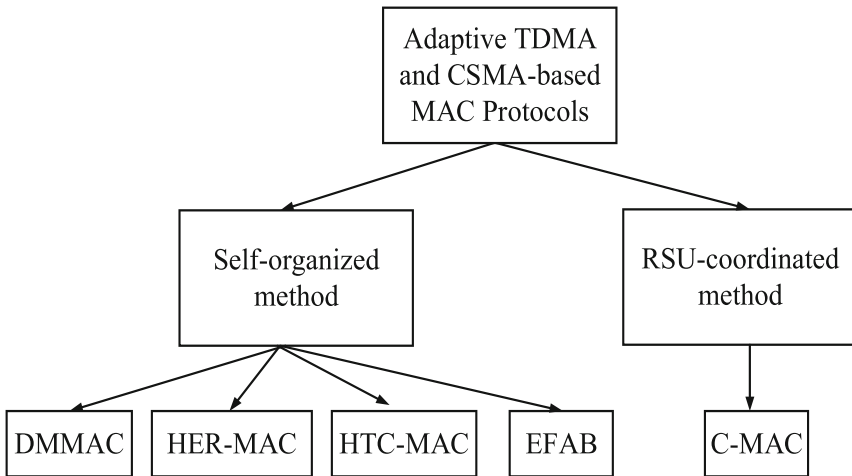 Adaptive TDMA
and CSMA-based
MAC Protocols
Self-organized
method
RSU-coordinated
method
DMMAC
HER-MAC
HTC-MAC
EFAB
C-MAC